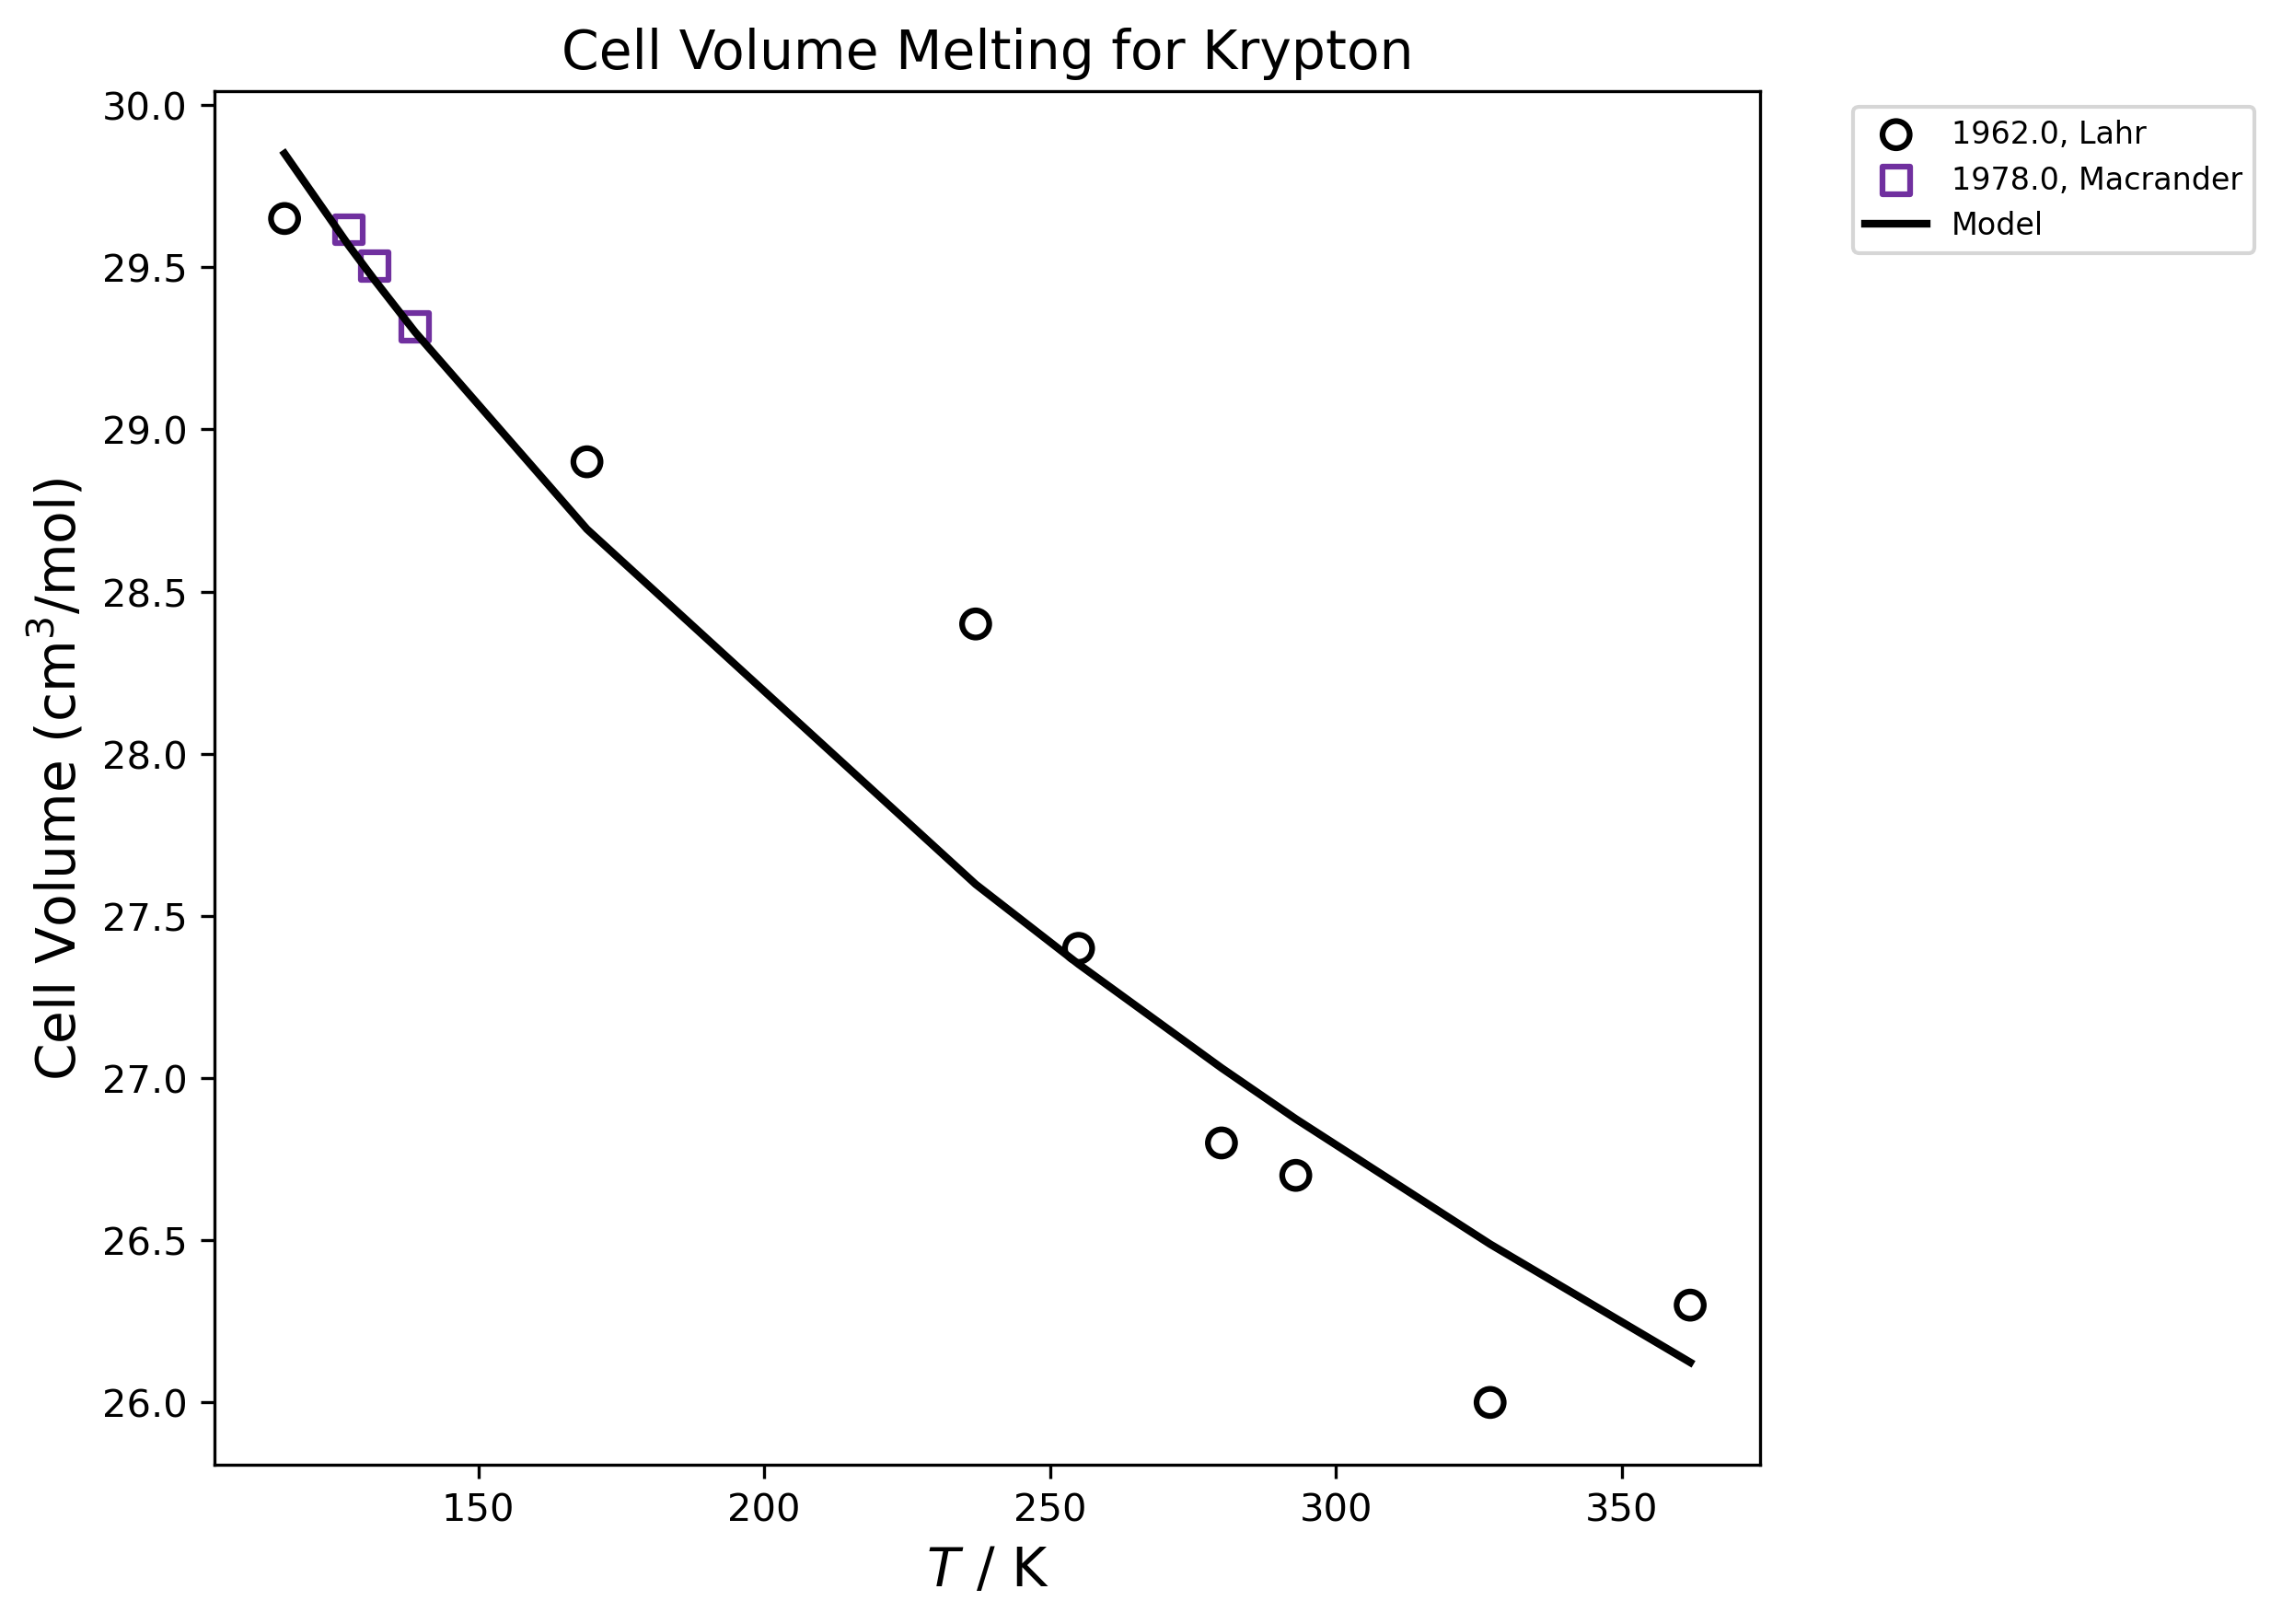 Cell Volume Melting for Krypton
30.0
29.5
29.0
28.5
28.0
27.5
27.0
26.5
26.0
Cell Volume (cm³/mol)
150 200 250 300 350
T / K
1962.0, Lahr
1978.0, Macrander
Model